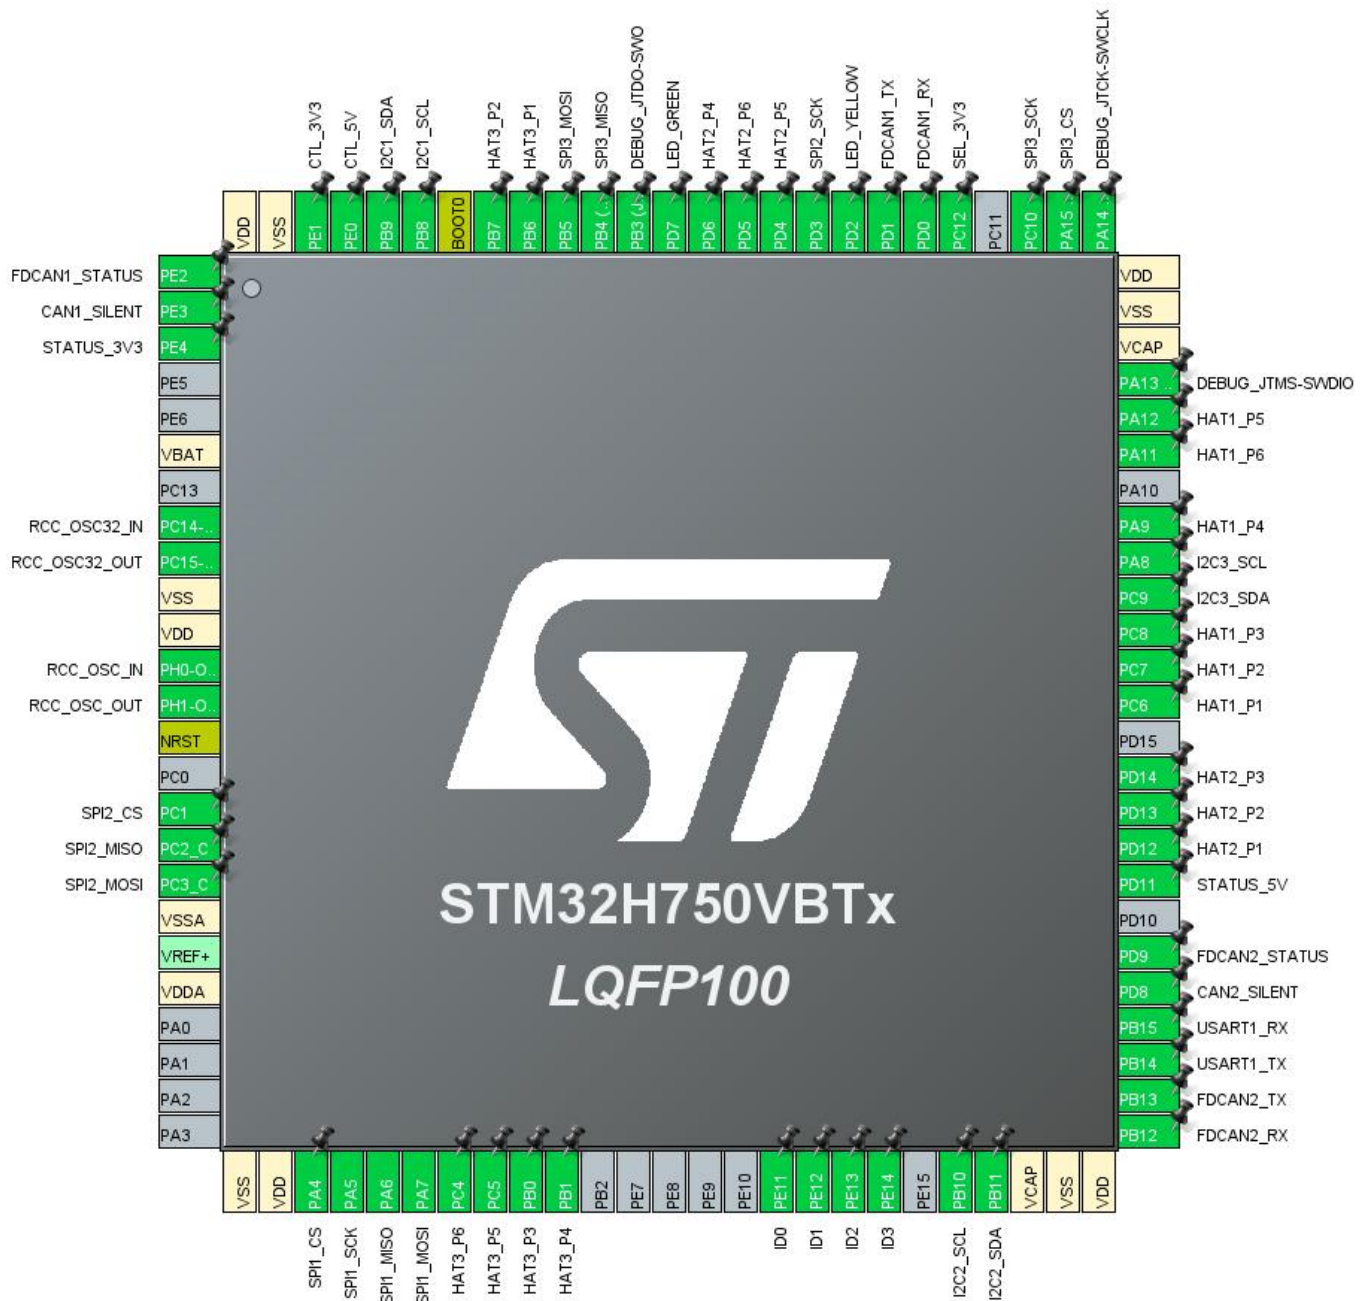 CTL_3V3
CTL_5V
I2C1_SDA
I2C1_SCL
HAT3_P2
HAT3_P1
SPI3_MOSI
SPI3_MISO
DEBUG_JTDO-SWO
LED_GREEN
HAT2_P4
HAT2_P6
HAT2_P5
SPI2_SCK
LED_YELLOW
FDCAN1_TX
FDCAN1_RX
SEL_3V3
SPI3_SCK
SPI3_CS
DEBUG_JTCK-SWCLK
VDD
VSS
PE1
PE0
PB9
PB8
BOOT0
PB7
PB6
PB5
PB4 (..
PB3 (J..
PD7
PD6
PD5
PD4
PD3
PD2
PD1
PD0
PC12
PC11
PC10
PA15 ..
PA14 ..
FDCAN1_STATUS PE2
CAN1_SILENT PE3
STATUS_3V3 PE4
PE5
PE6
VBAT
PC13
RCC_OSC32_IN PC14-..
RCC_OSC32_OUT PC15-..
VSS
VDD
RCC_OSC_IN PH0-O..
RCC_OSC_OUT PH1-O..
NRST
PC0
SPI2_CS PC1
SPI2_MISO PC2_C
SPI2_MOSI PC3_C
VSSA
VREF+
VDDA
PA0
PA1
PA2
PA3
ST
STM32H750VBTx
LQFP100
VDD
VSS
VCAP
PA13 .. DEBUG_JTMS-SWDIO
PA12 HAT1_P5
PA11 HAT1_P6
PA10
PA9 HAT1_P4
PA8 I2C3_SCL
PC9 I2C3_SDA
PC8 HAT1_P3
PC7 HAT1_P2
PC6 HAT1_P1
PD15
PD14 HAT2_P3
PD13 HAT2_P2
PD12 HAT2_P1
PD11 STATUS_5V
PD10
PD9 FDCAN2_STATUS
PD8 CAN2_SILENT
PB15 USART1_RX
PB14 USART1_TX
PB13 FDCAN2_TX
PB12 FDCAN2_RX
VSS
VDD
PA4
PA5
PA6
PA7
PC4
PC5
PB0
PB1
PB2
PE7
PE8
PE9
PE10
PE11
PE12
PE13
PE14
PE15
PB10
PB11
VCAP
VSS
VDD
SPI1_CS
SPI1_SCK
SPI1_MISO
SPI1_MOSI
HAT3_P6
HAT3_P5
HAT3_P3
HAT3_P4
ID0
ID1
ID2
ID3
I2C2_SCL
I2C2_SDA